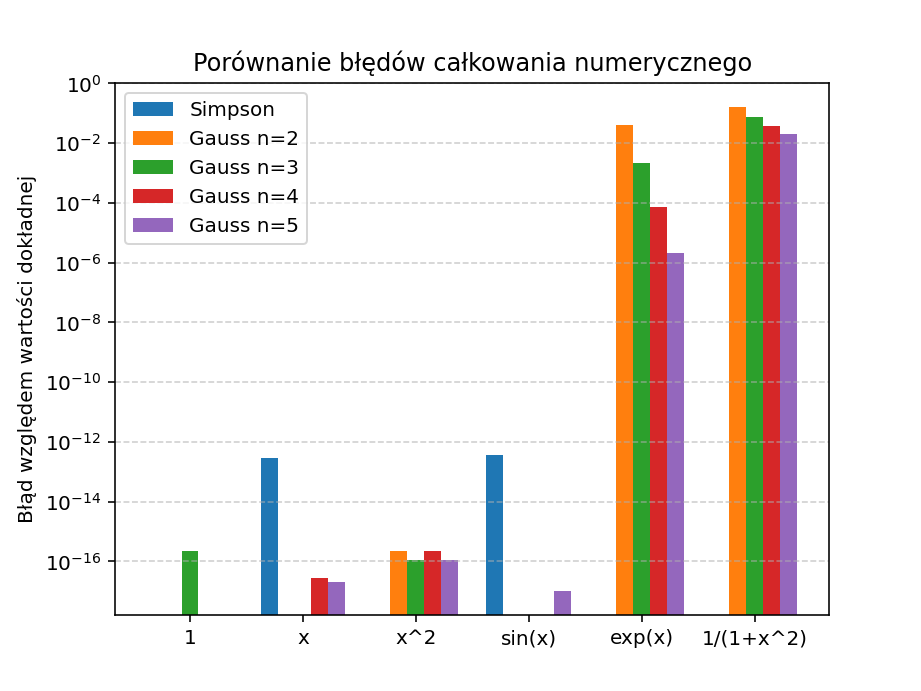 Porównanie błędów całkowania numerycznego
Błąd względem wartości dokładnej
10^0
10^-2
10^-4
10^-6
10^-8
10^-10
10^-12
10^-14
10^-16
Simpson
Gauss n=2
Gauss n=3
Gauss n=4
Gauss n=5
1 x x^2 sin(x) exp(x) 1/(1+x^2)